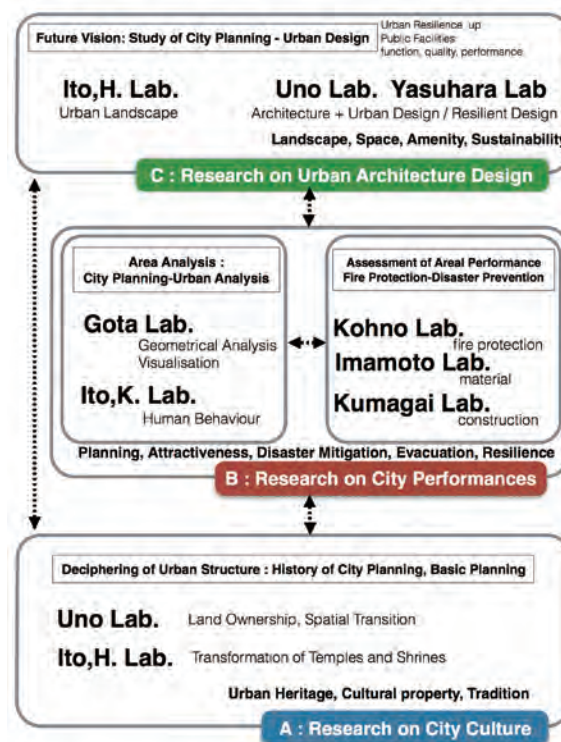 Future Vision: Study of City Planning - Urban Design
Urban Resilience up
Public Facilities
function, quality, performance
Ito,H. Lab.
Urban Landscape
Uno Lab. Yasuhara Lab
Architecture + Urban Design / Resilient Design
Landscape, Space, Amenity, Sustainability
C : Research on Urban Architecture Design
Area Analysis :
City Planning-Urban Analysis
Gota Lab.
Geometrical Analysis
Visualisation
Ito,K. Lab.
Human Behaviour
Assessment of Areal Performance
Fire Protection-Disaster Prevention
Kohno Lab.
fire protection
Imamoto Lab.
material
Kumagai Lab.
construction
Planning, Attractiveness, Disaster Mitigation, Evacuation, Resilience
B : Research on City Performances
Deciphering of Urban Structure : History of City Planning, Basic Planning
Uno Lab. Land Ownership, Spatial Transition
Ito,H. Lab. Transformation of Temples and Shrines
Urban Heritage, Cultural property, Tradition
A : Research on City Culture